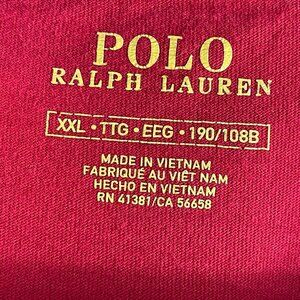 POLO
RALPH LAUREN
XXL • TTG • EEG • 190/108B
MADE IN VIETNAM
FABRIQUÉ AU VIÊT NAM
HECHO EN VIETNAM
RN 41381/CA 56658